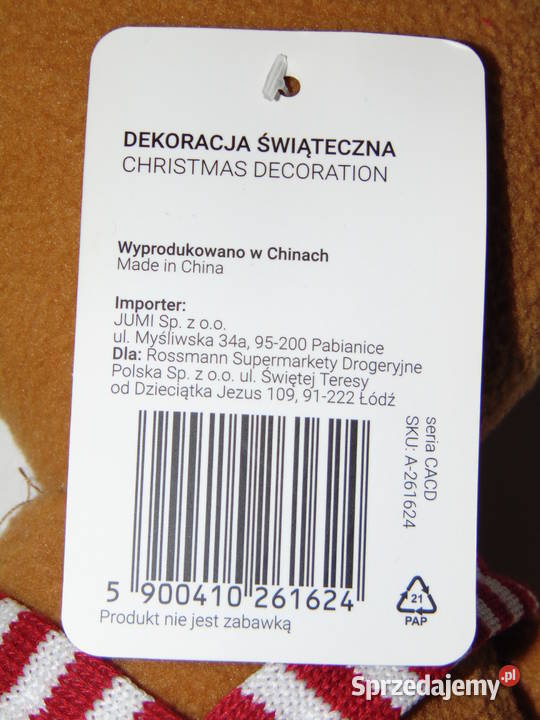 DEKORACJA ŚWIĄTECZNA
CHRISTMAS DECORATION
Wyprodukowano w Chinach
Made in China
Importer:
JUMI Sp. z o.o.
ul. Myśliwska 34a, 95-200 Pabianice
Dla: Rossmann Supermarkety Drogeryjne
Polska Sp. z o.o. ul. Świętej Teresy
od Dzieciątka Jezus 109, 91-222 Łódź
seria CACD
SKU: A-261624
5 900410 261624
Produkt nie jest zabawką
21
PAP
Sprzedajemy.pl